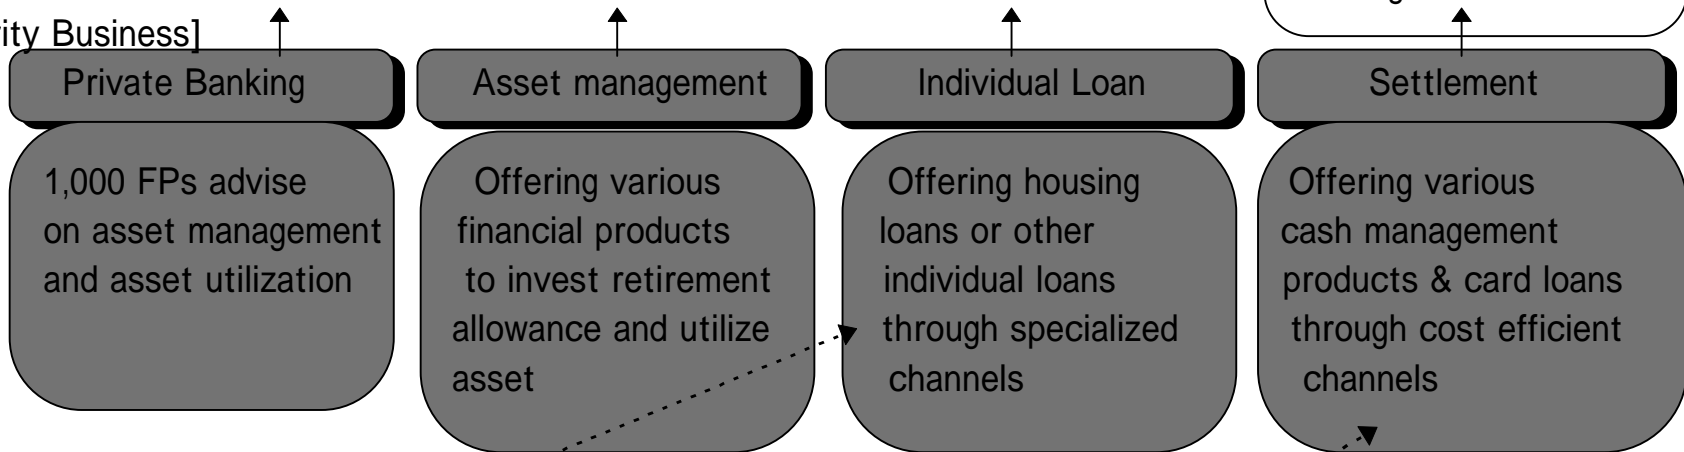 Business]
Private Banking
Asset management
Individual Loan
Settlement
1,000 FPs advise
on asset management
and asset utilization
Offering various
financial products
to invest retirement
allowance and utilize
asset
Offering housing
loans or other
individual loans
through specialized
channels
Offering various
cash management
products & card loans
through cost efficient
channels